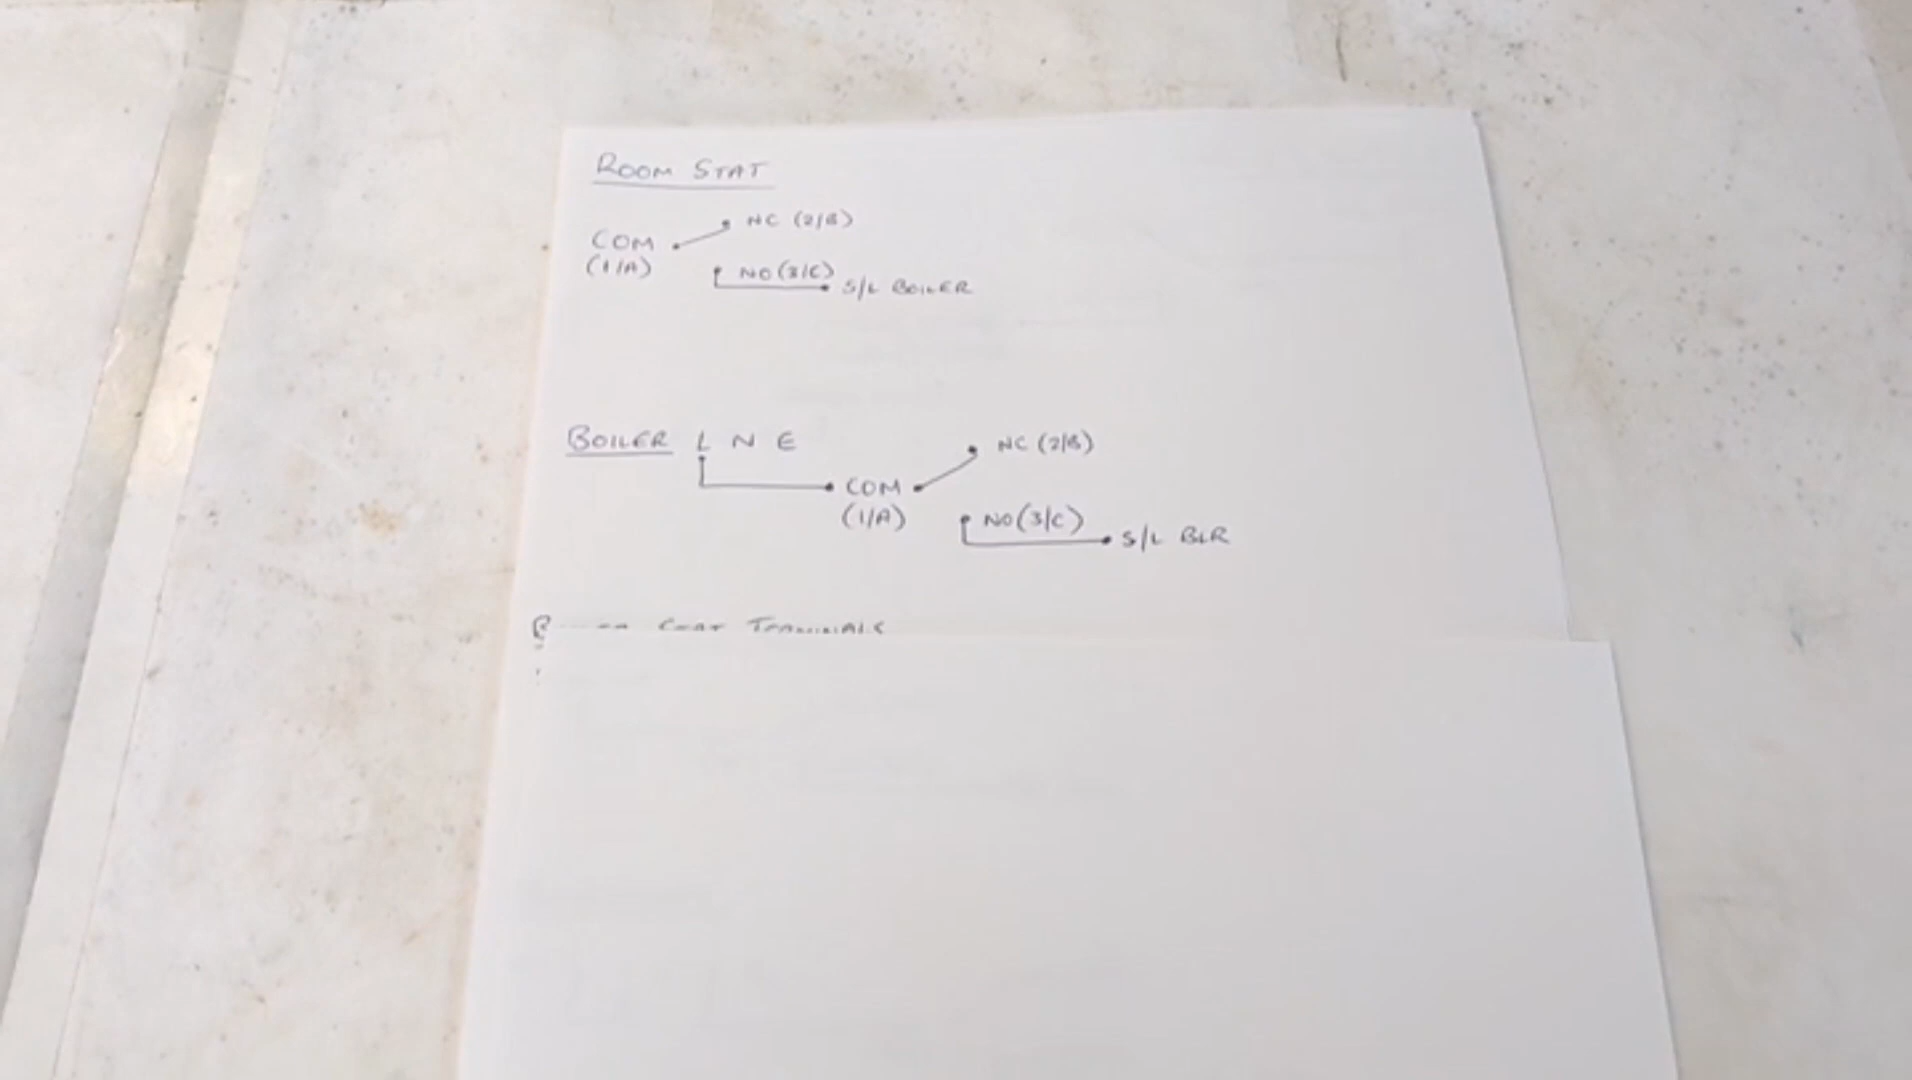 ROOM STAT
NC (2/B)
COM
(1/A)
NO (3/C)
S/L BOILER
BOILER L N E
NC (2/B)
COM
(1/A)
NO (3/C)
S/L BLR